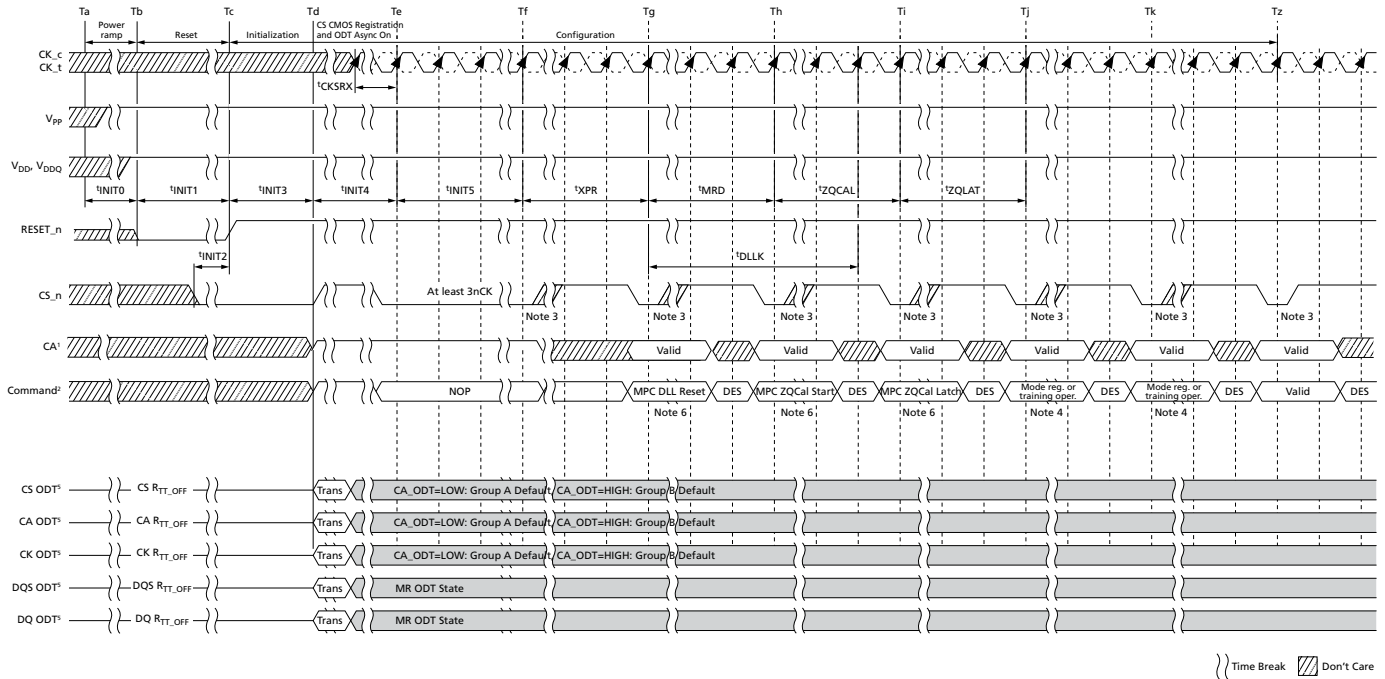 Ta Tb Tc Td Te Tf Tg Th Ti Tj Tk Tz
Power ramp
Reset
Initialization
CS CMOS Registration and ODT Async On
Configuration
CK_c
CK_t
tCKSRX
VPP
VDD, VDDQ
tINIT0 tINIT1 tINIT3 tINIT4 tINIT5 tXPR tMRD tZQCAL tZQLAT
RESET_n
tINIT2 tDLLK
CS_n At least 3nCK
Note 3 Note 3 Note 3 Note 3 Note 3 Note 3 Note 3
CA1 Valid Valid Valid Valid Valid Valid
Command2 NOP MPC DLL Reset DES MPC ZQCal Start DES MPC ZQCal Latch DES Mode reg. or training oper. DES Mode reg. or training oper. DES Valid DES
Note 6 Note 6 Note 6 Note 4 Note 4
CS ODT5 CS RTT_OFF Trans CA_ODT=LOW: Group A Default, CA_ODT=HIGH: Group B Default
CA ODT5 CA RTT_OFF Trans CA_ODT=LOW: Group A Default, CA_ODT=HIGH: Group B Default
CK ODT5 CK RTT_OFF Trans CA_ODT=LOW: Group A Default, CA_ODT=HIGH: Group B Default
DQS ODT5 DQS RTT_OFF Trans MR ODT State
DQ ODT5 DQ RTT_OFF Trans MR ODT State
Time Break Don't Care